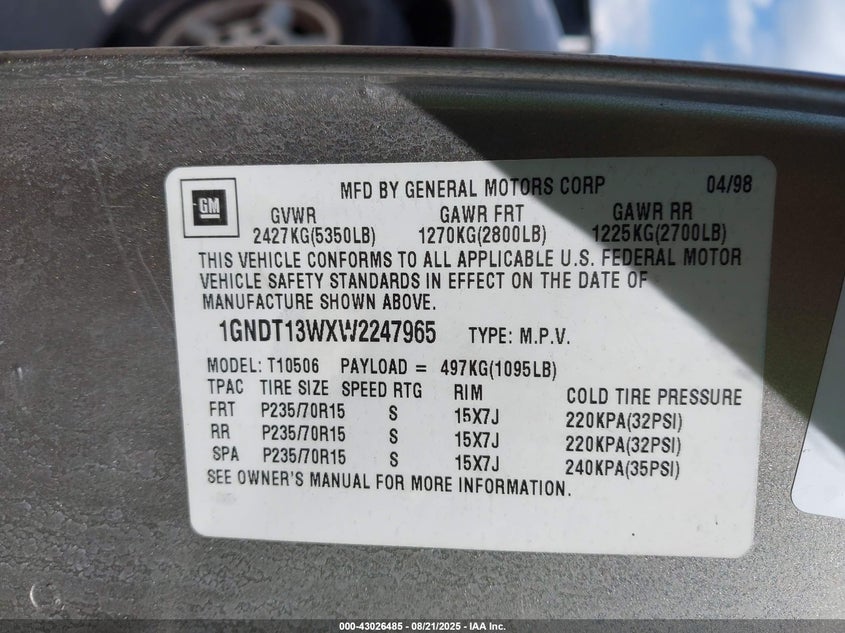 GM
MFD BY GENERAL MOTORS CORP 04/98
GVWR GAWR FRT GAWR RR
2427KG(5350LB) 1270KG(2800LB) 1225KG(2700LB)
THIS VEHICLE CONFORMS TO ALL APPLICABLE U.S. FEDERAL MOTOR
VEHICLE SAFETY STANDARDS IN EFFECT ON THE DATE OF
MANUFACTURE SHOWN ABOVE.
1GNDT13WXW2247965 TYPE: M.P.V.
MODEL: T10506 PAYLOAD = 497KG(1095LB)
TPAC TIRE SIZE SPEED RTG RIM COLD TIRE PRESSURE
FRT P235/70R15 S 15X7J 220KPA(32PSI)
RR P235/70R15 S 15X7J 220KPA(32PSI)
SPA P235/70R15 S 15X7J 240KPA(35PSI)
SEE OWNER'S MANUAL FOR MORE INFORMATION.
000-43026485 - 08/21/2025 - IAA Inc.